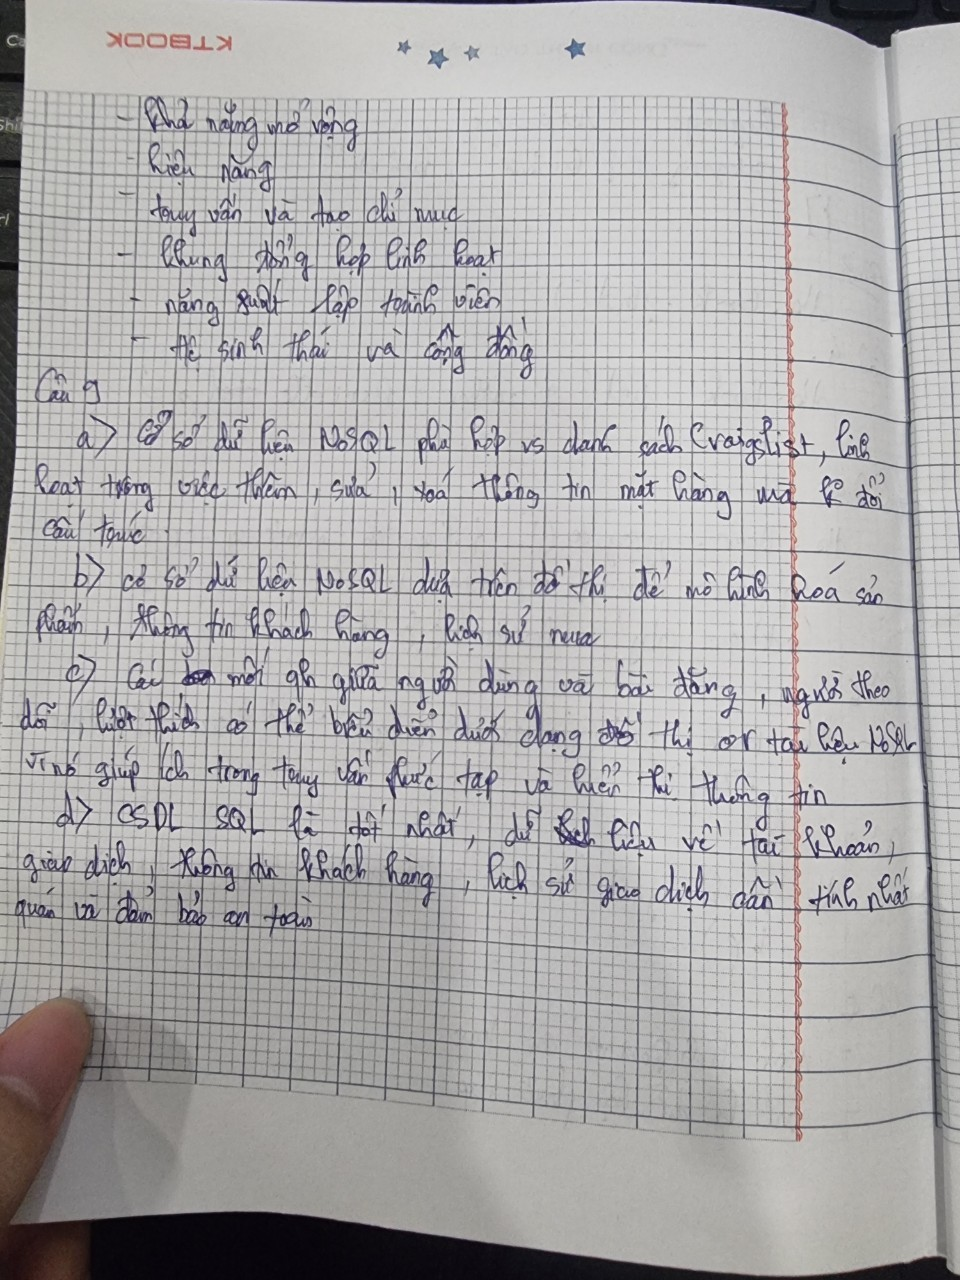 KTBOOK
- Khả năng mở rộng
- hiệu năng
- truy vấn và tạo chỉ mục
- khung tổng hợp linh hoạt
- năng suất lập trình viên
- Hệ sinh thái và cộng đồng
Câu 9
a) Cơ sở dữ liệu NoSQL phù hợp vs danh sách Craigslist, linh
hoạt trong việc thêm, sửa, xoá thông tin mặt hàng mà k đổi
cấu trúc
b) cơ sở dữ liệu NoSQL dựa trên đồ thị để mô hình hoá sản
phẩm, thông tin khách hàng, lịch sử mua
c) Các mối qh giữa người dùng và bài đăng, người theo
dõi, lượt thích có thể biểu diễn dưới dạng đồ thị or tài liệu NoSQL
Vì nó giúp ích trong truy vấn phức tạp và hiển thị thông tin
d) CSDL SQL là tốt nhất, dữ liệu về tài khoản,
giao dịch, thông tin khách hàng, lịch sử giao dịch cần tính nhất
quán và đảm bảo an toàn